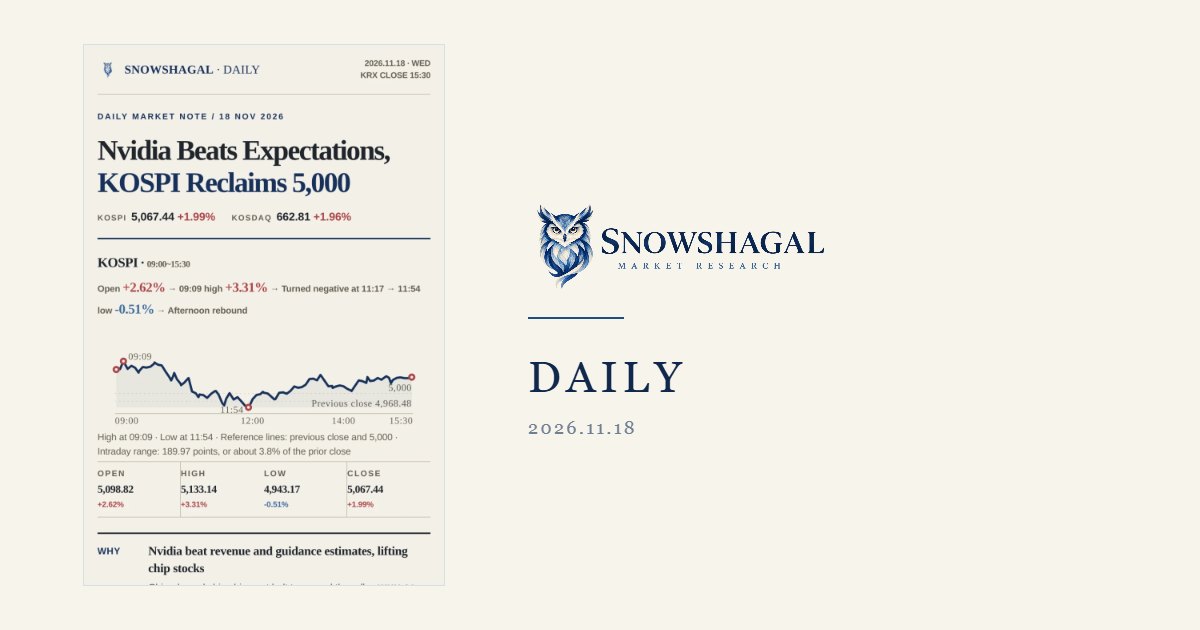 SNOWSHAGAL · DAILY
2026.11.18 · WED
KRX CLOSE 15:30
DAILY MARKET NOTE / 18 NOV 2026
Nvidia Beats Expectations,
KOSPI Reclaims 5,000
KOSPI 5,067.44 +1.99% KOSDAQ 662.81 +1.96%
KOSPI · 09:00~15:30
Open +2.62% → 09:09 high +3.31% → Turned negative at 11:17 → 11:54
low -0.51% → Afternoon rebound
09:09
5,000
11:54
Previous close 4,968.48
09:00 12:00 14:00 15:30
High at 09:09 · Low at 11:54 · Reference lines: previous close and 5,000 ·
Intraday range: 189.97 points, or about 3.8% of the prior close
OPEN HIGH LOW CLOSE
5,098.82 5,133.14 4,943.17 5,067.44
+2.62% +3.31% -0.51% +1.99%
WHY Nvidia beat revenue and guidance estimates, lifting
chip stocks
SNOWSHAGAL
MARKET RESEARCH
DAILY
2026.11.18